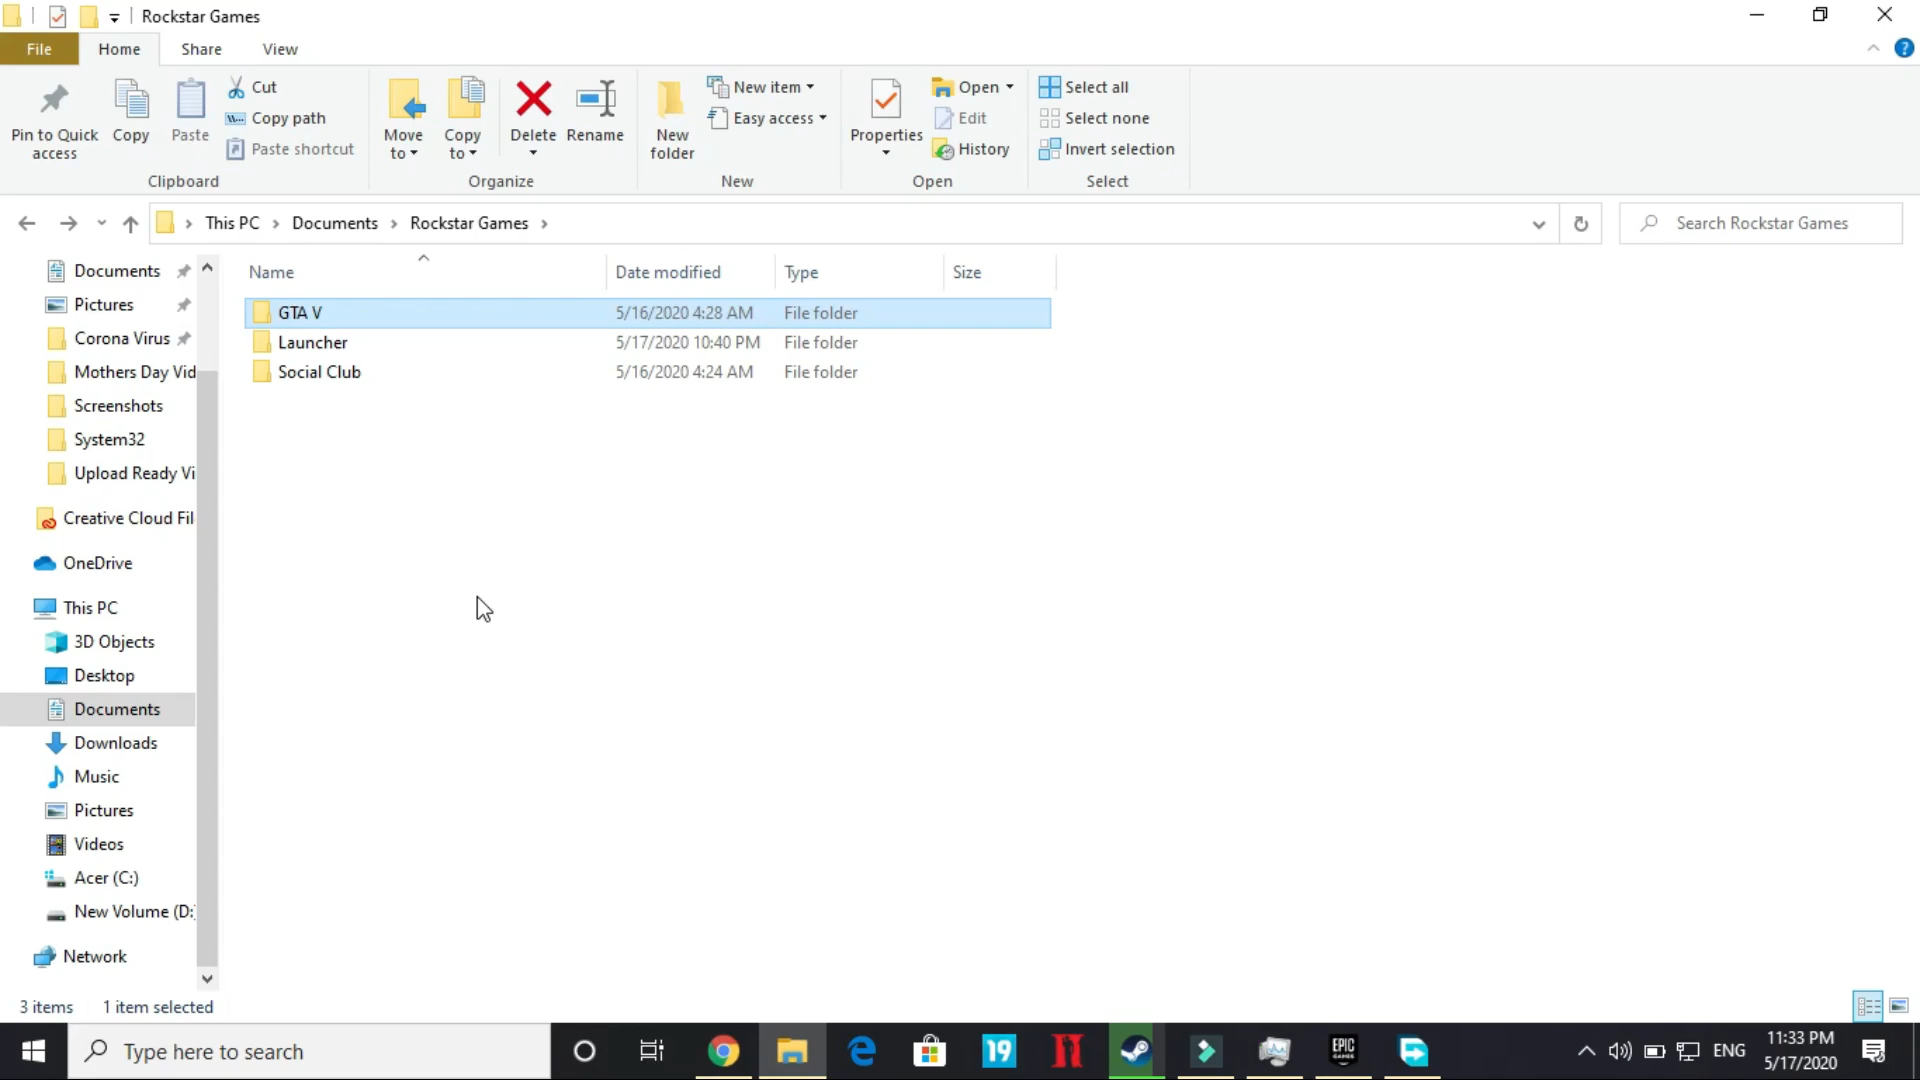 Rockstar Games
File Home Share View
Pin to Quick access
Copy
Paste
Cut
Copy path
Paste shortcut
Clipboard
Move to
Copy to
Delete
Rename
Organize
New folder
New item
Easy access
New
Properties
Open
Edit
History
Open
Select all
Select none
Invert selection
Select
This PC > Documents > Rockstar Games >
Search Rockstar Games
Documents
Pictures
Corona Virus
Mothers Day Vid
Screenshots
System32
Upload Ready Vi
Creative Cloud Fil
OneDrive
This PC
3D Objects
Desktop
Documents
Downloads
Music
Pictures
Videos
Acer (C:)
New Volume (D:
Network
Name Date modified Type Size
GTA V 5/16/2020 4:28 AM File folder
Launcher 5/17/2020 10:40 PM File folder
Social Club 5/16/2020 4:24 AM File folder
3 items 1 item selected
Type here to search
19
EPIC GAMES
ENG
11:33 PM
5/17/2020